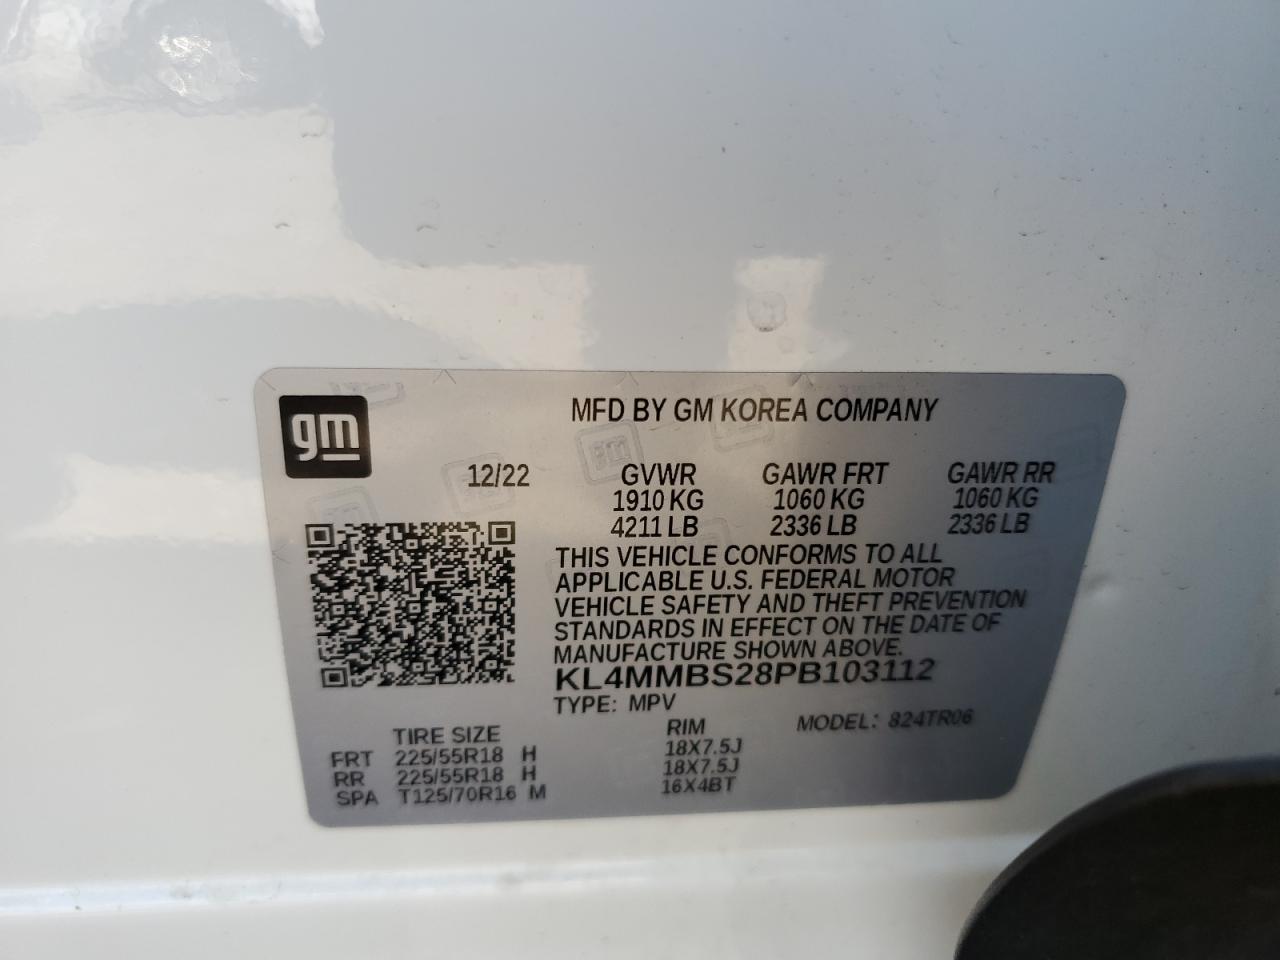 gm
MFD BY GM KOREA COMPANY
12/22 GVWR GAWR FRT GAWR RR
1910 KG 1060 KG 1060 KG
4211 LB 2336 LB 2336 LB
THIS VEHICLE CONFORMS TO ALL
APPLICABLE U.S. FEDERAL MOTOR
VEHICLE SAFETY AND THEFT PREVENTION
STANDARDS IN EFFECT ON THE DATE OF
MANUFACTURE SHOWN ABOVE.
KL4MMBS28PB103112
TYPE: MPV
TIRE SIZE RIM MODEL: 824TR06
FRT 225/55R18 H 18X7.5J
RR 225/55R18 H 18X7.5J
SPA T125/70R16 M 16X4BT